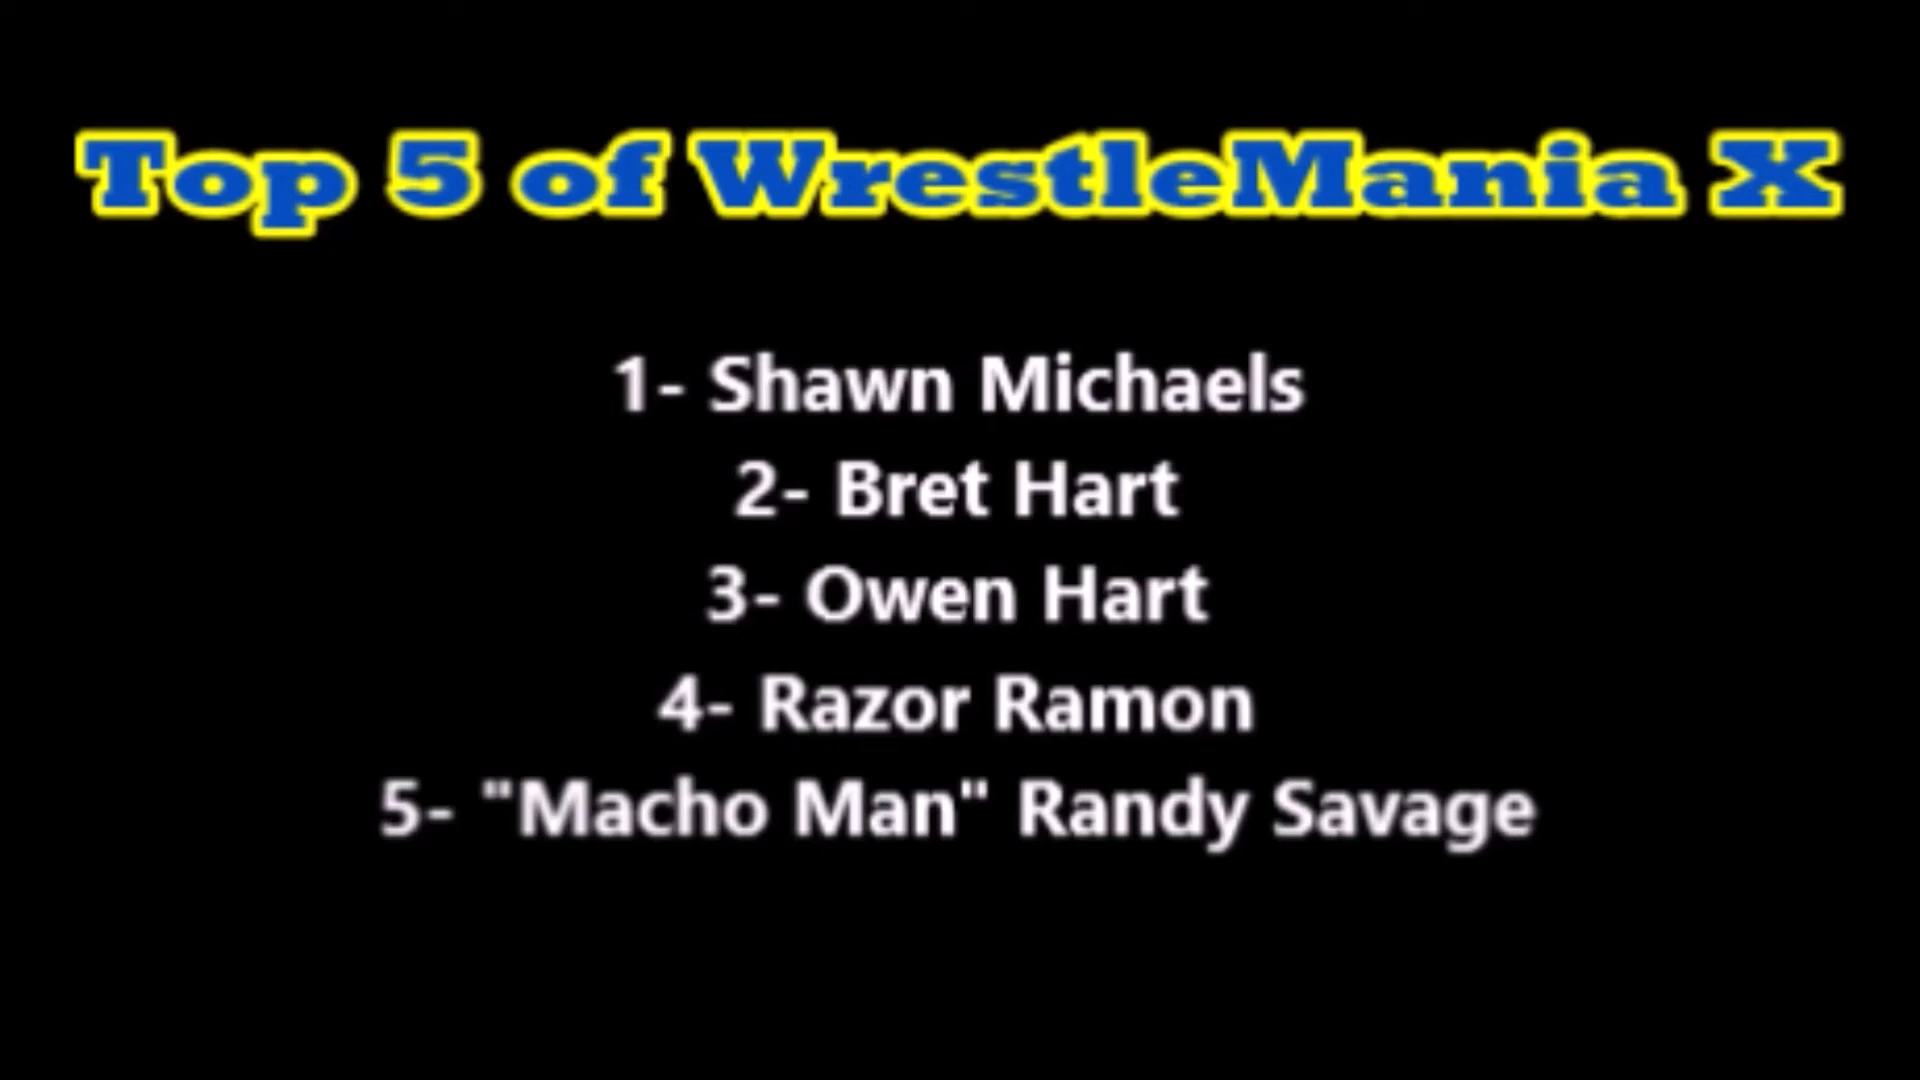 Top 5 of WrestleMania X
1- Shawn Michaels
2- Bret Hart
3- Owen Hart
4- Razor Ramon
5- "Macho Man" Randy Savage